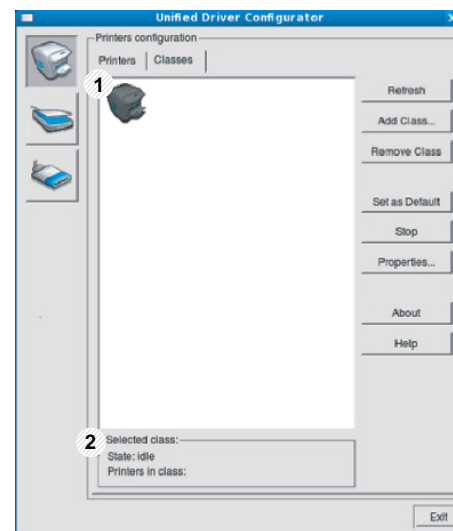 Unified Driver Configurator
Printers configuration
Printers Classes
1
Refresh
Add Class...
Remove Class
Set as Default
Stop
Properties...
About
Help
2
Selected class:
State: idle
Printers in class:
Exit